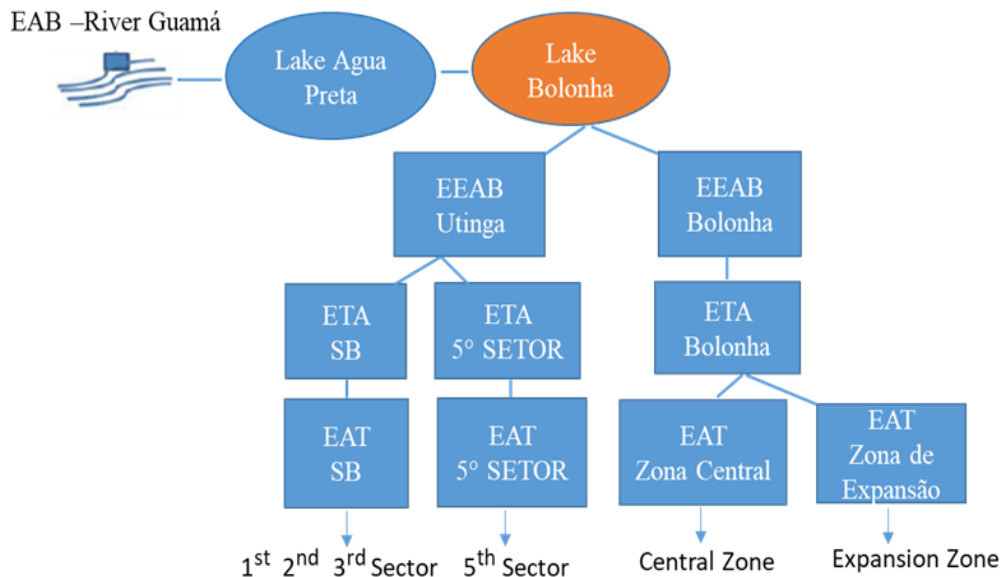 EAB –River Guamá
Lake Agua
Preta
Lake
Bolonha
EEAB
Utinga
EEAB
Bolonha
ETA
SB
ETA
5° SETOR
ETA
Bolonha
EAT
SB
EAT
5° SETOR
EAT
Zona Central
EAT
Zona de
Expansão
1st 2nd 3rd Sector
5th Sector
Central Zone
Expansion Zone